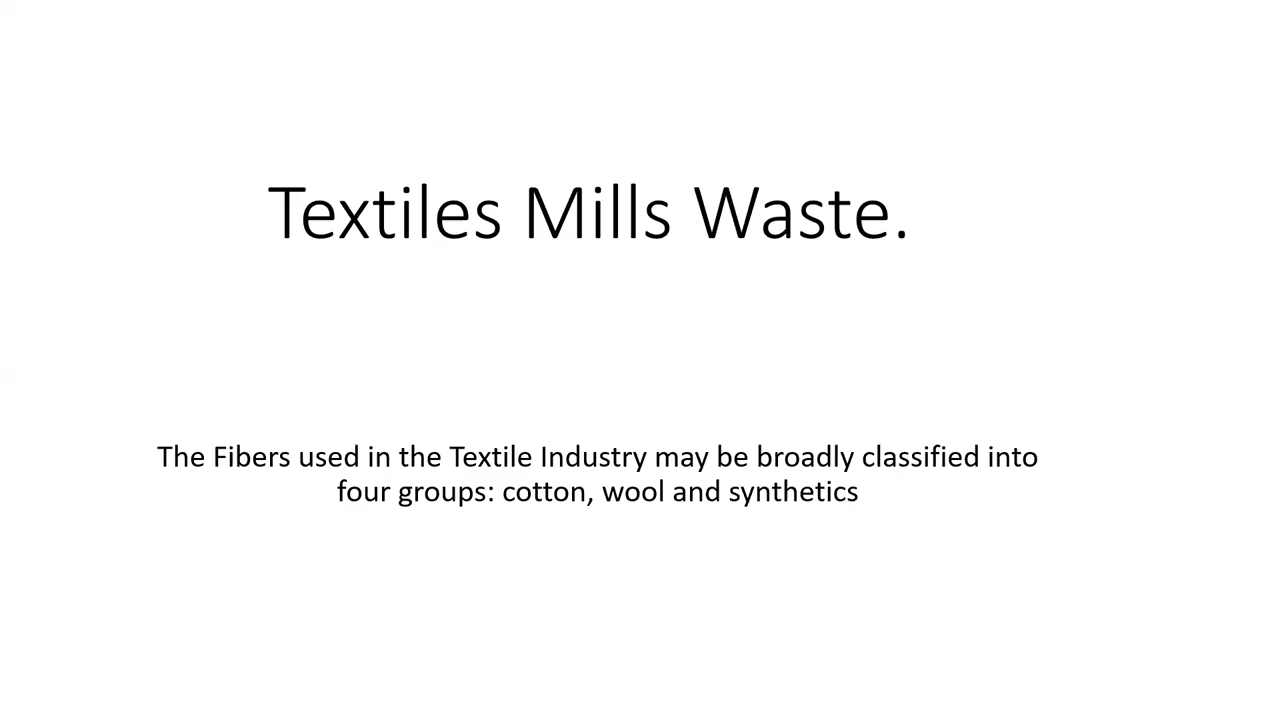 Textiles Mills Waste.
The Fibers used in the Textile Industry may be broadly classified into
four groups: cotton, wool and synthetics